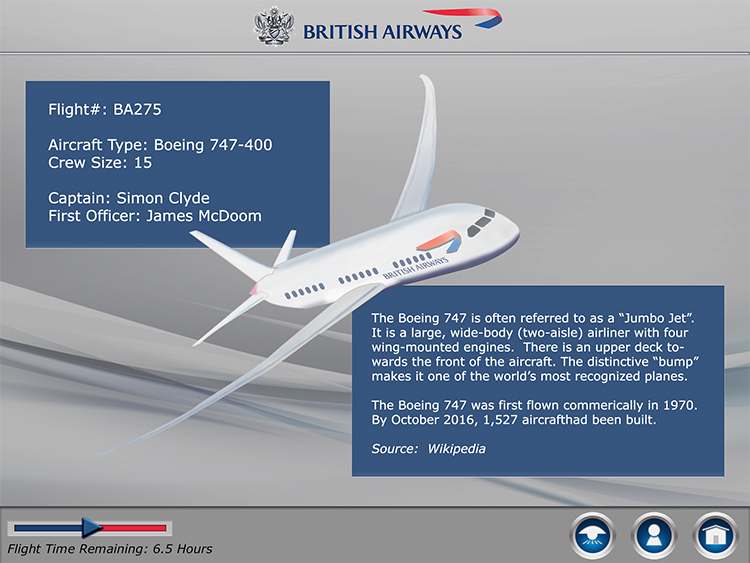 BRITISH AIRWAYS
Flight#: BA275
Aircraft Type: Boeing 747-400
Crew Size: 15
Captain: Simon Clyde
First Officer: James McDoom
BRITISH AIRWAYS
The Boeing 747 is often referred to as a “Jumbo Jet”.
It is a large, wide-body (two-aisle) airliner with four
wing-mounted engines.  There is an upper deck to-
wards the front of the aircraft. The distinctive “bump”
makes it one of the world’s most recognized planes.
The Boeing 747 was first flown commerically in 1970.
By October 2016, 1,527 aircrafthad been built.
Source:  Wikipedia
Flight Time Remaining: 6.5 Hours